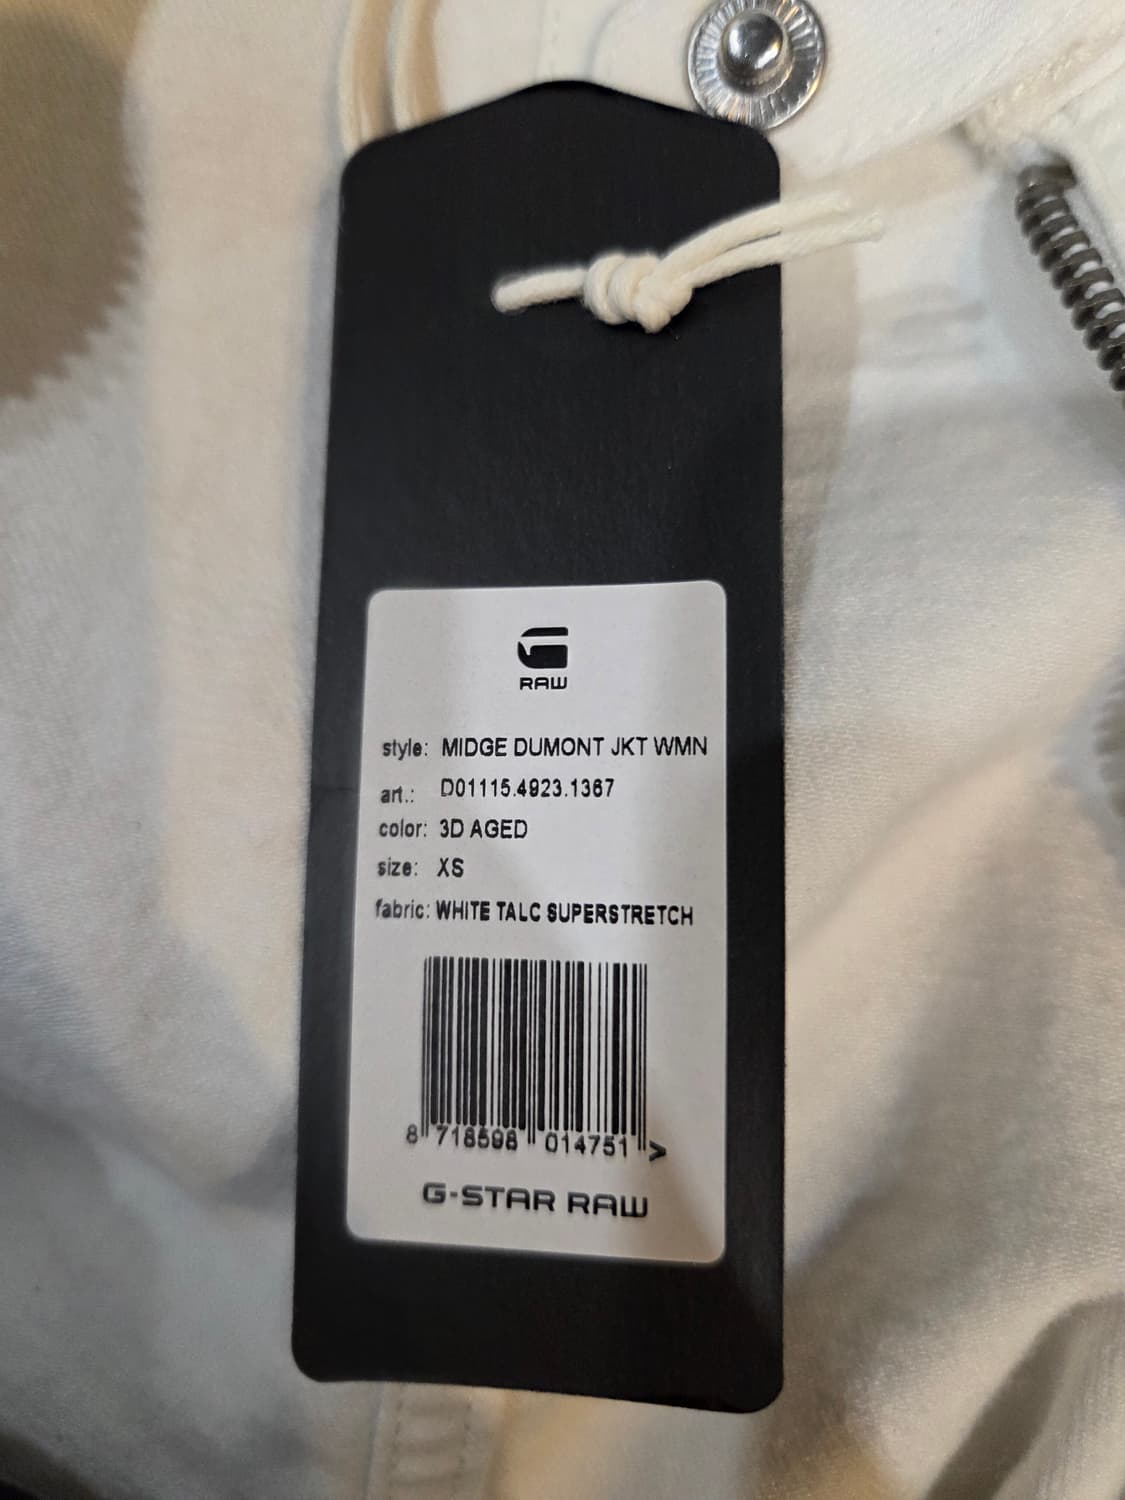 RAW
style: MIDGE DUMONT JKT WMN
art.: D01115.4923.1367
color: 3D AGED
size: XS
fabric: WHITE TALC SUPERSTRETCH
8 718598 014751 >
G-STAR RAW